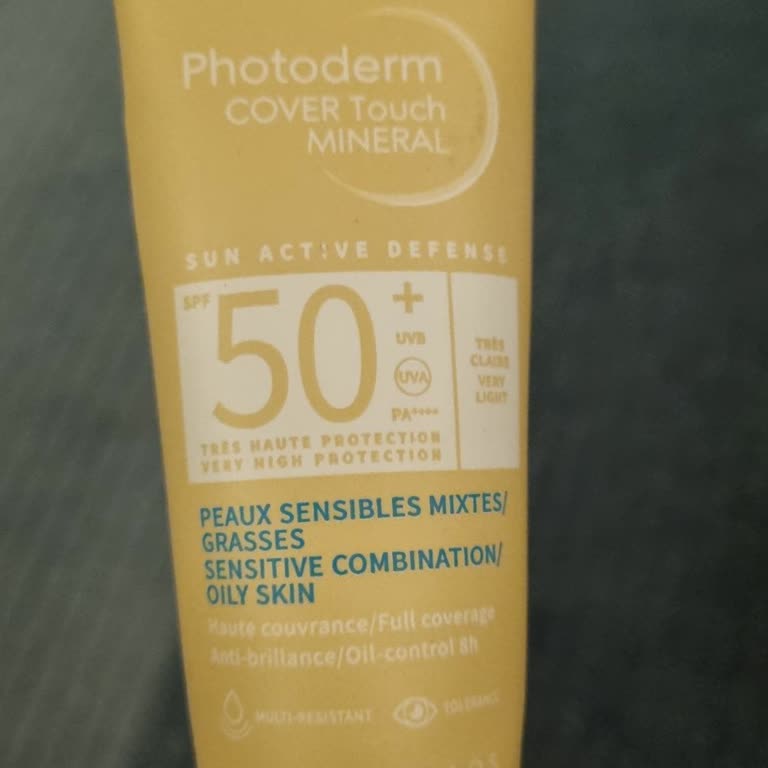 Photoderm
COVER Touch
MINERAL
SUN ACTIVE DEFENSE
SPF 50+
UVB
UVA
PA++++
TRÈS
CLAIRE
VERY
LIGHT
TRÈS HAUTE PROTECTION
VERY HIGH PROTECTION
PEAUX SENSIBLES MIXTES/
GRASSES
SENSITIVE COMBINATION/
OILY SKIN
Haute couvrance/Full coverage
Anti-brillance/Oil-control 8h
MULTI-RESISTANT
TOLERANCE